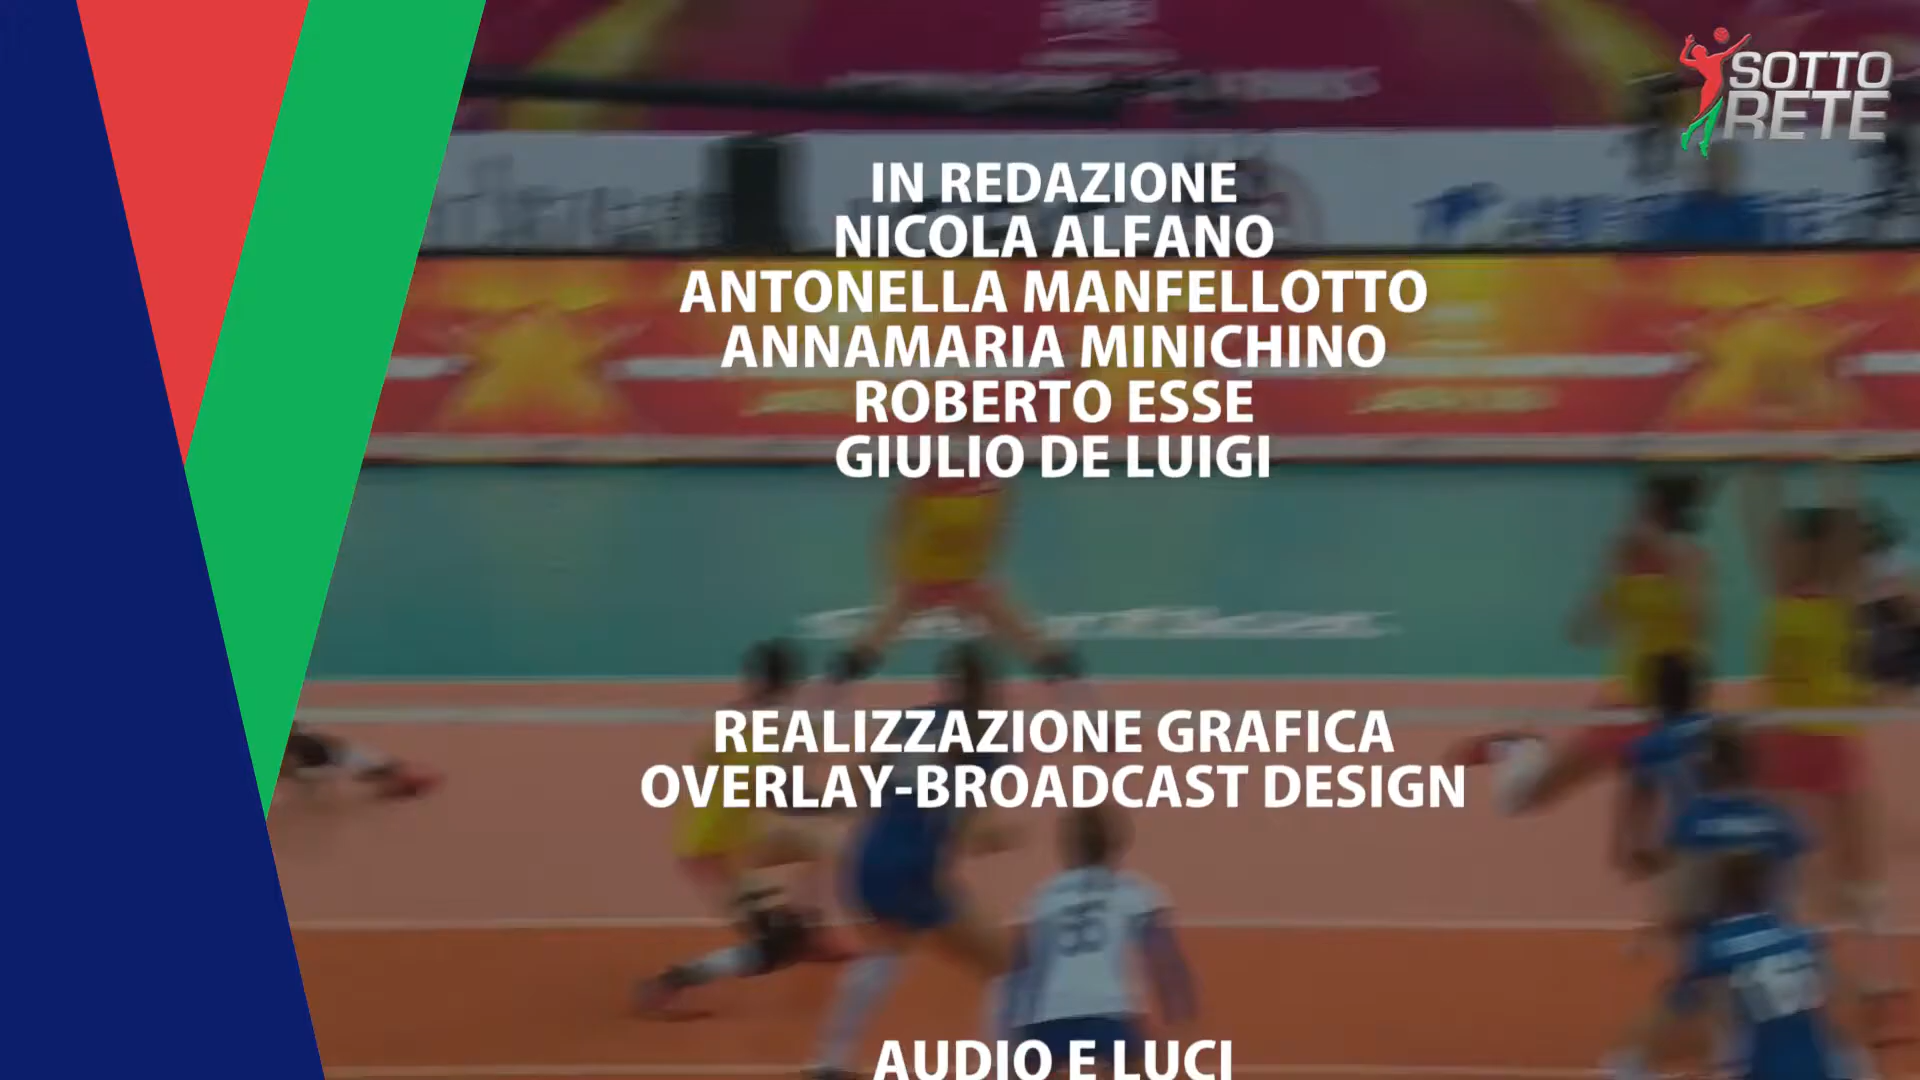 SOTTO
RETE
IN REDAZIONE
NICOLA ALFANO
ANTONELLA MANFELLOTTO
ANNAMARIA MINICHINO
ROBERTO ESSE
GIULIO DE LUIGI
REALIZZAZIONE GRAFICA
OVERLAY-BROADCAST DESIGN
AUDIO E LUCI